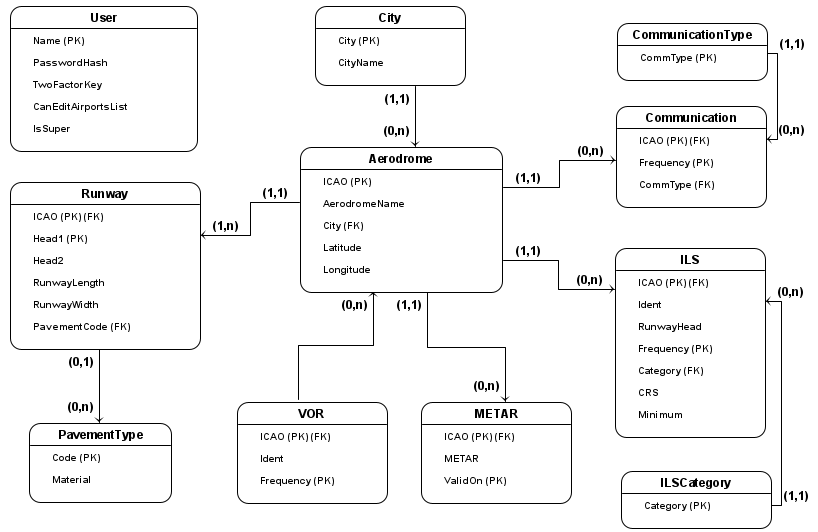 User
Name (PK)
PasswordHash
TwoFactorKey
CanEditAirportsList
IsSuper
City
City (PK)
CityName
(1,1)
(0,n)
CommunicationType
CommType (PK)
(1,1)
(0,n)
Communication
ICAO (PK)(FK)
Frequency (PK)
CommType (FK)
Aerodrome
ICAO (PK)
AerodromeName
City (FK)
Latitude
Longitude
(1,1)
(0,n)
(1,1)
(0,n)
(1,1)
(1,n)
Runway
ICAO (PK)(FK)
Head1 (PK)
Head2
RunwayLength
RunwayWidth
PavementCode (FK)
(0,1)
(0,n)
PavementType
Code (PK)
Material
(0,n)
(1,1)
(0,n)
VOR
ICAO (PK)(FK)
Ident
Frequency (PK)
METAR
ICAO (PK)(FK)
METAR
ValidOn (PK)
ILS
ICAO (PK)(FK)
Ident
RunwayHead
Frequency (PK)
Category (FK)
CRS
Minimum
(0,n)
(1,1)
ILSCategory
Category (PK)